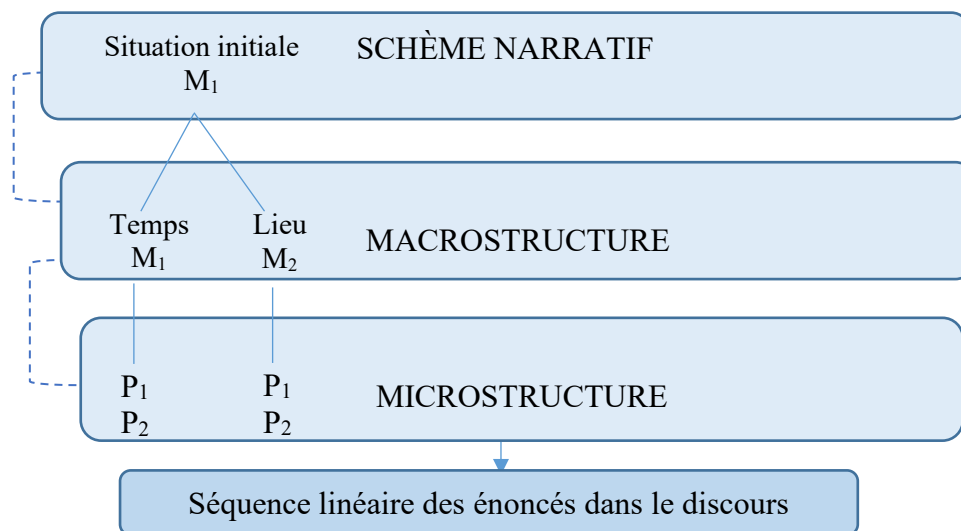 Situation initiale
M₁
SCHÈME NARRATIF
Temps
M₁
Lieu
M₂
MACROSTRUCTURE
P₁
P₂
P₁
P₂
MICROSTRUCTURE
Séquence linéaire des énoncés dans le discours